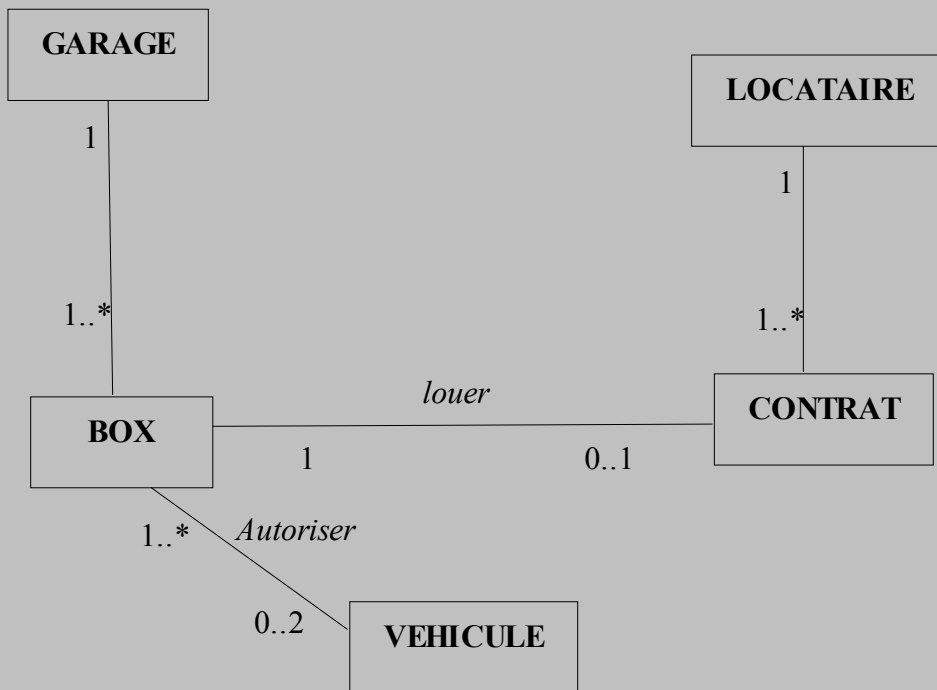 GARAGE
LOCATAIRE
1
1
1..*
1..*
louer
CONTRAT
BOX
1
0..1
1..*
Autoriser
0..2
VEHICULE